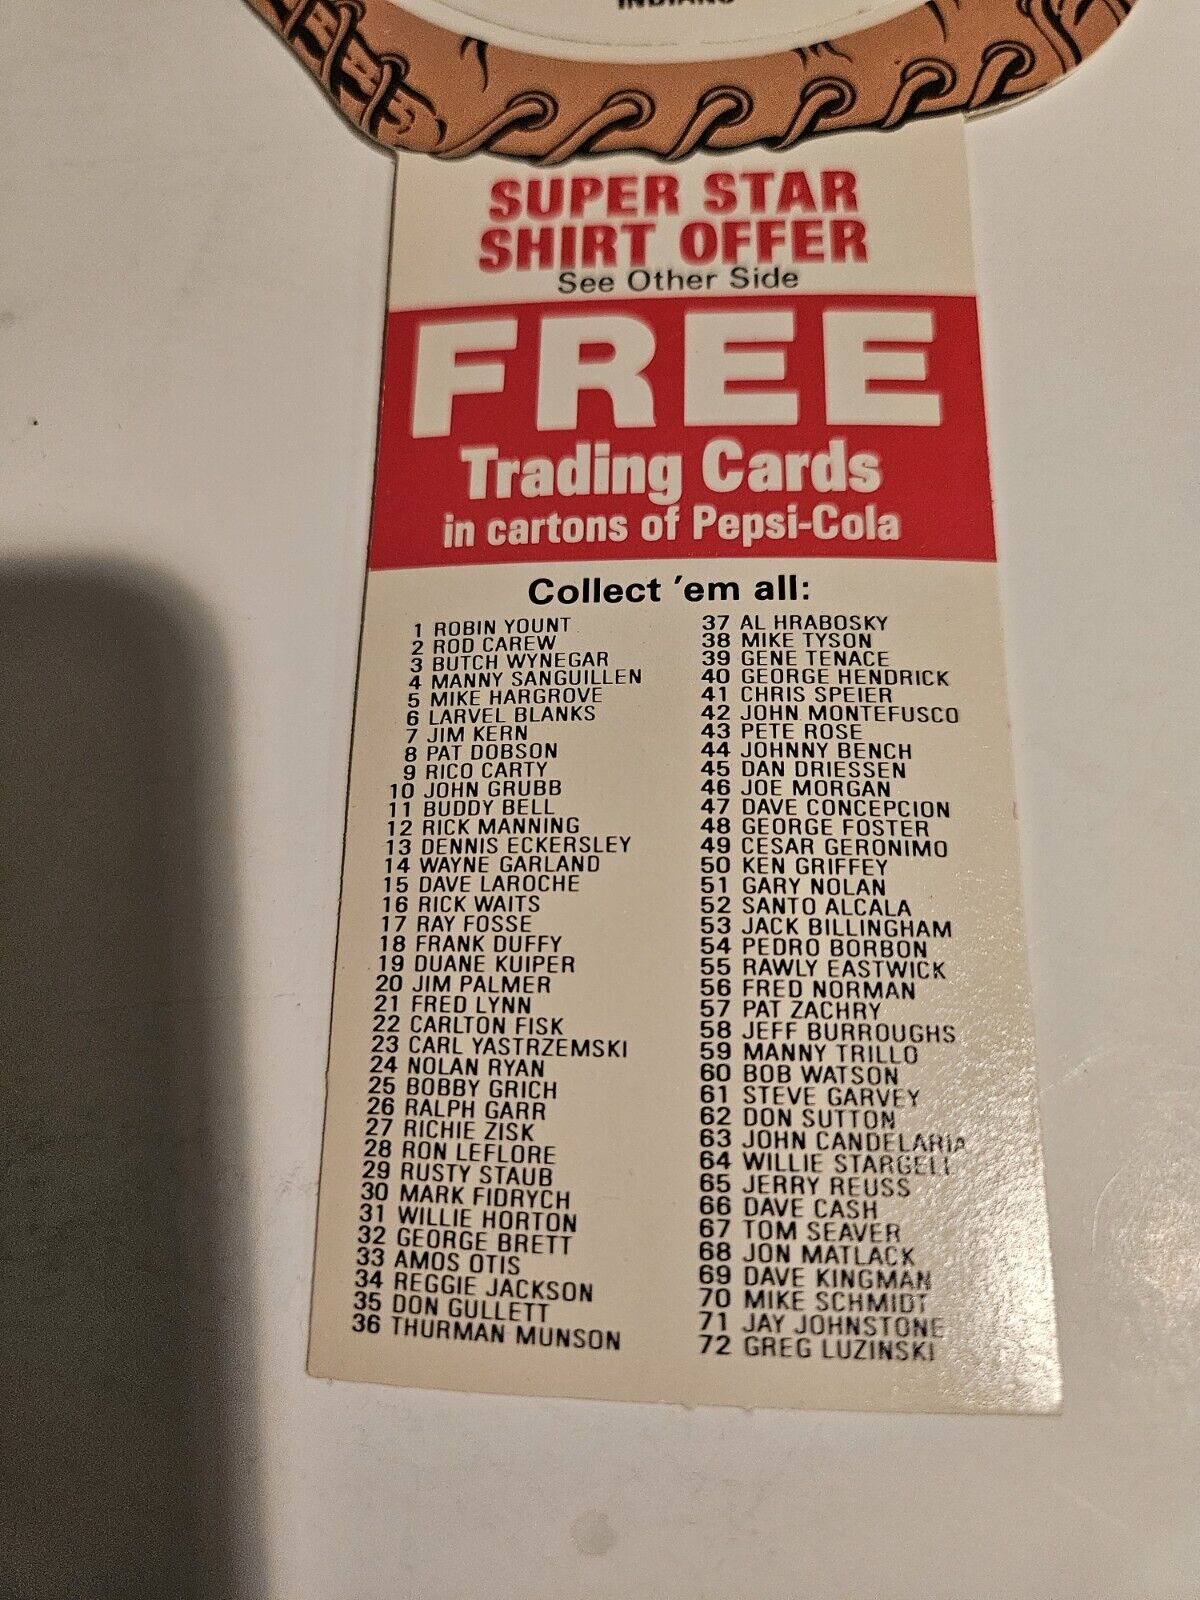 INDIANS
SUPER STAR
SHIRT OFFER
See Other Side
FREE
Trading Cards
in cartons of Pepsi-Cola
Collect 'em all:
1 ROBIN YOUNT
2 ROD CAREW
3 BUTCH WYNEGAR
4 MANNY SANGUILLEN
5 MIKE HARGROVE
6 LARVEL BLANKS
7 JIM KERN
8 PAT DOBSON
9 RICO CARTY
10 JOHN GRUBB
11 BUDDY BELL
12 RICK MANNING
13 DENNIS ECKERSLEY
14 WAYNE GARLAND
15 DAVE LAROCHE
16 RICK WAITS
17 RAY FOSSE
18 FRANK DUFFY
19 DUANE KUIPER
20 JIM PALMER
21 FRED LYNN
22 CARLTON FISK
23 CARL YASTRZEMSKI
24 NOLAN RYAN
25 BOBBY GRICH
26 RALPH GARR
27 RICHIE ZISK
28 RON LEFLORE
29 RUSTY STAUB
30 MARK FIDRYCH
31 WILLIE HORTON
32 GEORGE BRETT
33 AMOS OTIS
34 REGGIE JACKSON
35 DON GULLETT
36 THURMAN MUNSON
37 AL HRABOSKY
38 MIKE TYSON
39 GENE TENACE
40 GEORGE HENDRICK
41 CHRIS SPEIER
42 JOHN MONTEFUSCO
43 PETE ROSE
44 JOHNNY BENCH
45 DAN DRIESSEN
46 JOE MORGAN
47 DAVE CONCEPCION
48 GEORGE FOSTER
49 CESAR GERONIMO
50 KEN GRIFFEY
51 GARY NOLAN
52 SANTO ALCALA
53 JACK BILLINGHAM
54 PEDRO BORBON
55 RAWLY EASTWICK
56 FRED NORMAN
57 PAT ZACHRY
58 JEFF BURROUGHS
59 MANNY TRILLO
60 BOB WATSON
61 STEVE GARVEY
62 DON SUTTON
63 JOHN CANDELARIA
64 WILLIE STARGELL
65 JERRY REUSS
66 DAVE CASH
67 TOM SEAVER
68 JON MATLACK
69 DAVE KINGMAN
70 MIKE SCHMIDT
71 JAY JOHNSTONE
72 GREG LUZINSKI